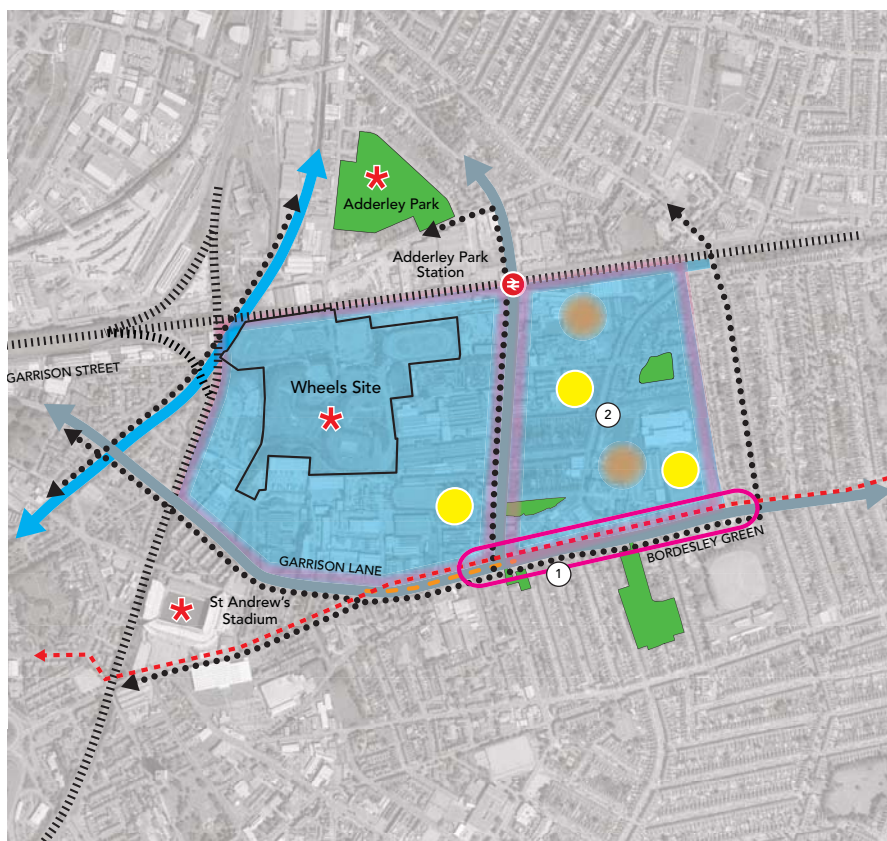 Adderley Park
Adderley Park
Station
GARRISON STREET
Wheels Site
2
GARRISON LANE
BORDESLEY GREEN
1
St Andrew's
Stadium